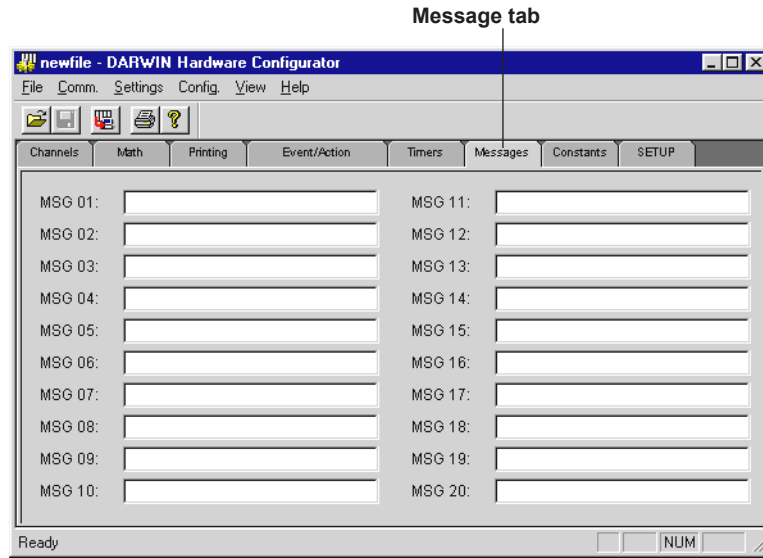 Message tab
newfile - DARWIN Hardware Configurator
File Comm. Settings Config. View Help
Channels Math Printing Event/Action Timers Messages Constants SETUP
MSG 01: MSG 11:
MSG 02: MSG 12:
MSG 03: MSG 13:
MSG 04: MSG 14:
MSG 05: MSG 15:
MSG 06: MSG 16:
MSG 07: MSG 17:
MSG 08: MSG 18:
MSG 09: MSG 19:
MSG 10: MSG 20:
Ready NUM